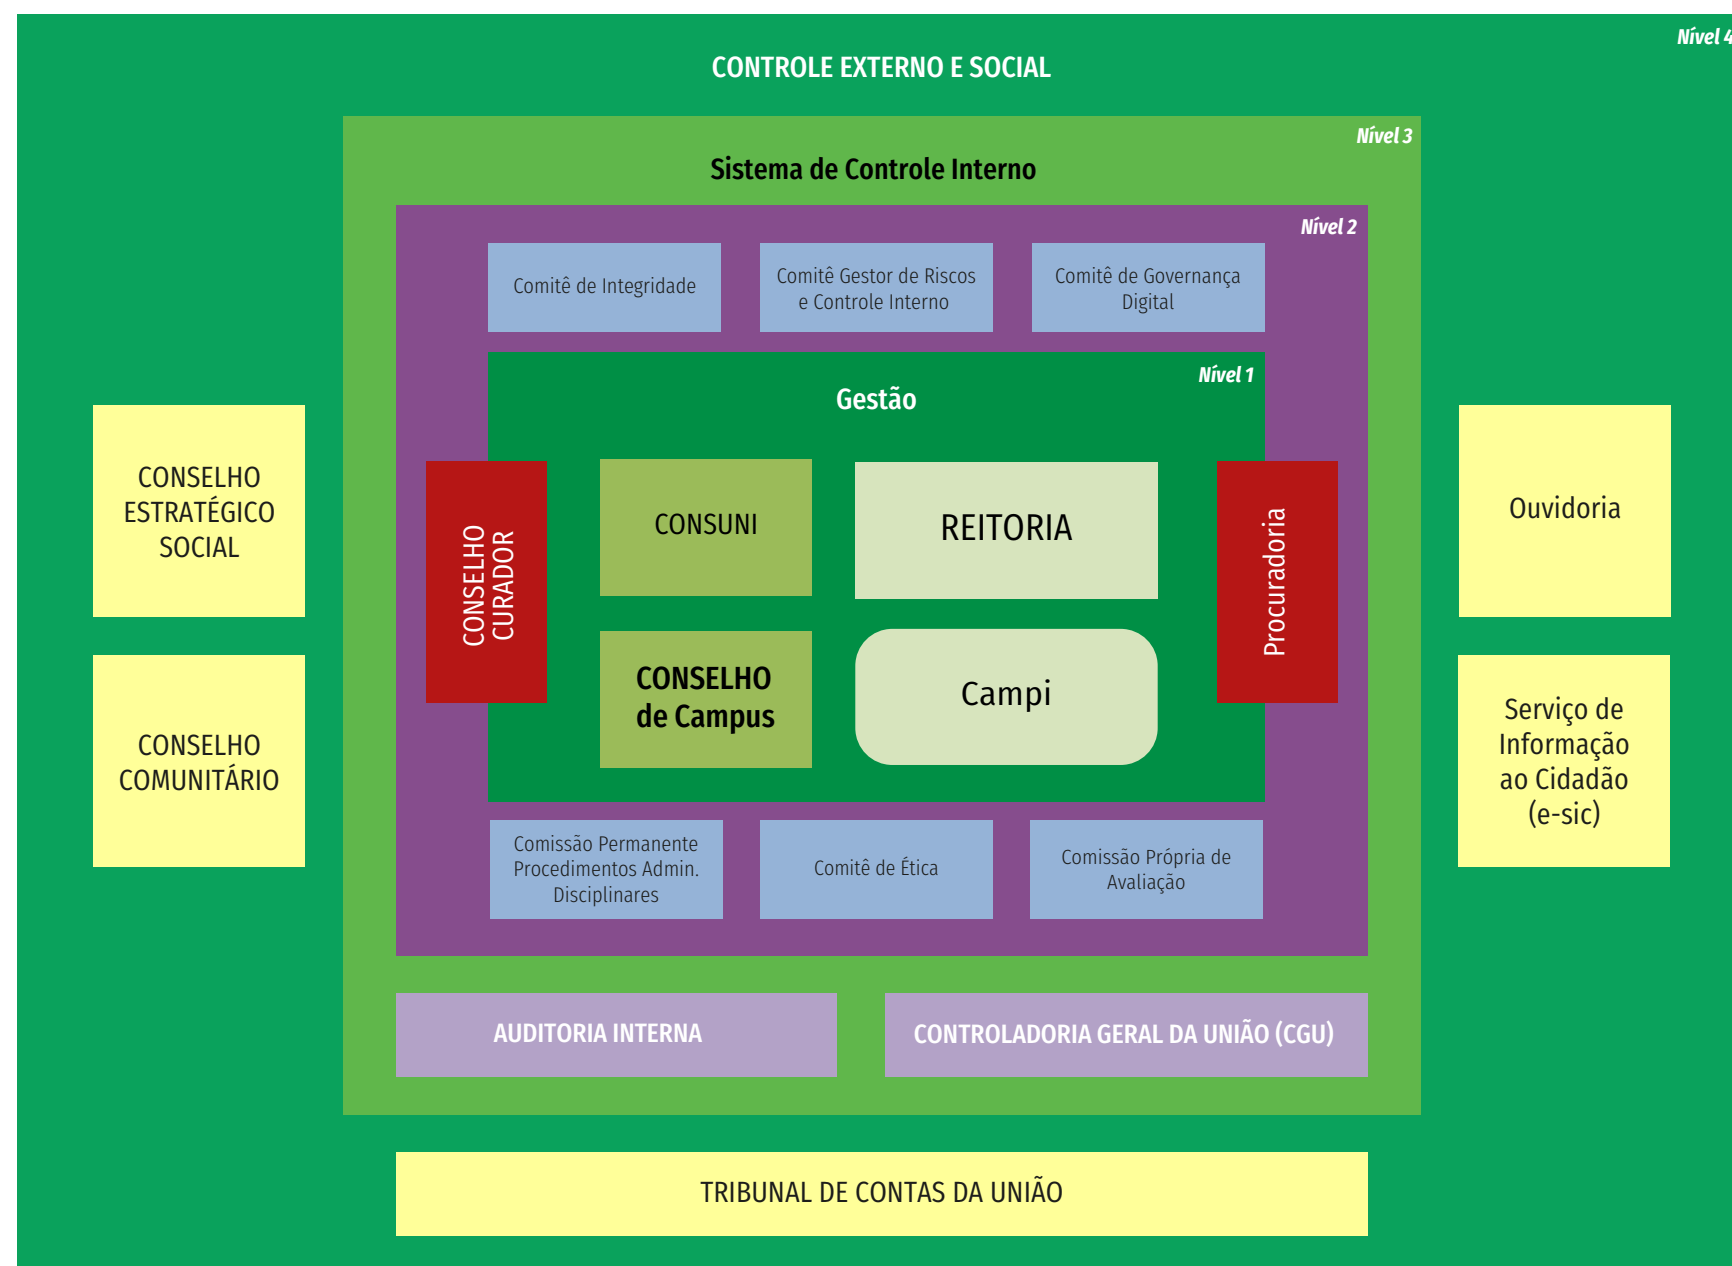 Nível 4
CONTROLE EXTERNO E SOCIAL
Nível 3
Sistema de Controle Interno
Nível 2
Comitê de Integridade
Comitê Gestor de Riscos
e Controle Interno
Comitê de Governança
Digital
Nível 1
Gestão
CONSELHO
ESTRATÉGICO
SOCIAL
CONSELHO
COMUNITÁRIO
CONSELHO
CURADOR
CONSUNI
REITORIA
CONSELHO
de Campus
Campi
Procuradoria
Ouvidoria
Serviço de
Informação
ao Cidadão
(e-sic)
Comissão Permanente
Procedimentos Admin.
Disciplinares
Comitê de Ética
Comissão Própria de
Avaliação
AUDITORIA INTERNA
CONTROLADORIA GERAL DA UNIÃO (CGU)
TRIBUNAL DE CONTAS DA UNIÃO